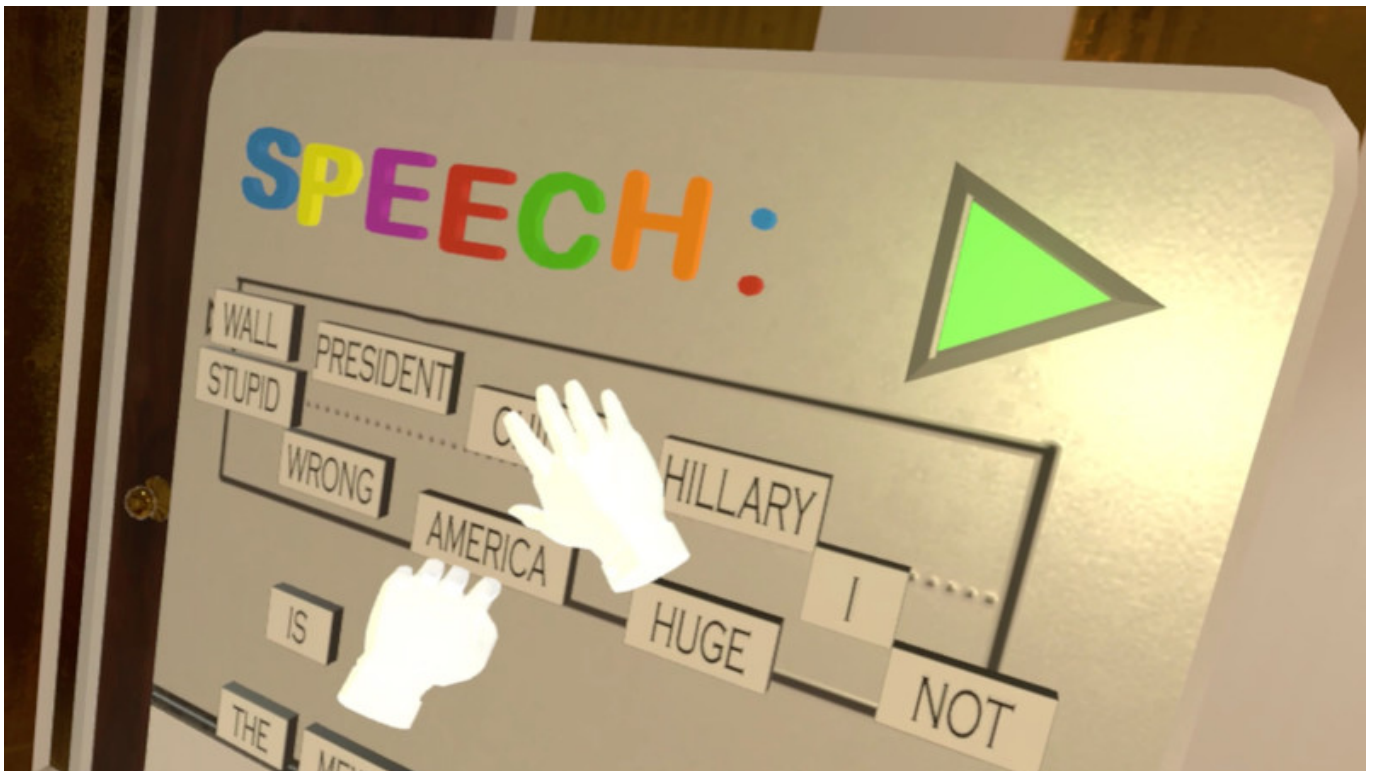 SPEECH:
WALL
PRESIDENT
STUPID
HILLARY
WRONG
AMERICA
I
IS
HUGE
NOT
THE